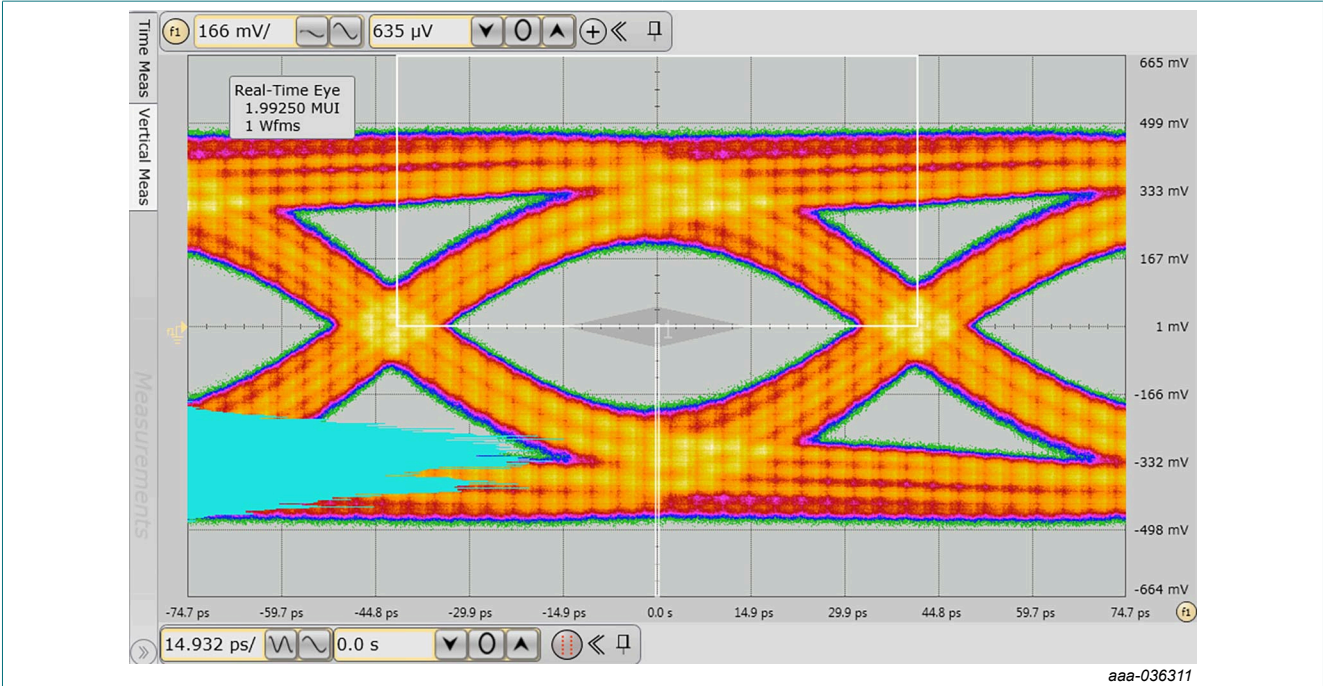 f1 166 mV/ 635 µV
Time Meas
Vertical Meas
Measurements
Real-Time Eye
1.99250 MUI
1 Wfms
665 mV
499 mV
333 mV
167 mV
1 mV
-166 mV
-332 mV
-498 mV
-664 mV
1
-74.7 ps -59.7 ps -44.8 ps -29.9 ps -14.9 ps 0.0 s 14.9 ps 29.9 ps 44.8 ps 59.7 ps 74.7 ps f1
14.932 ps/ 0.0 s
aaa-036311